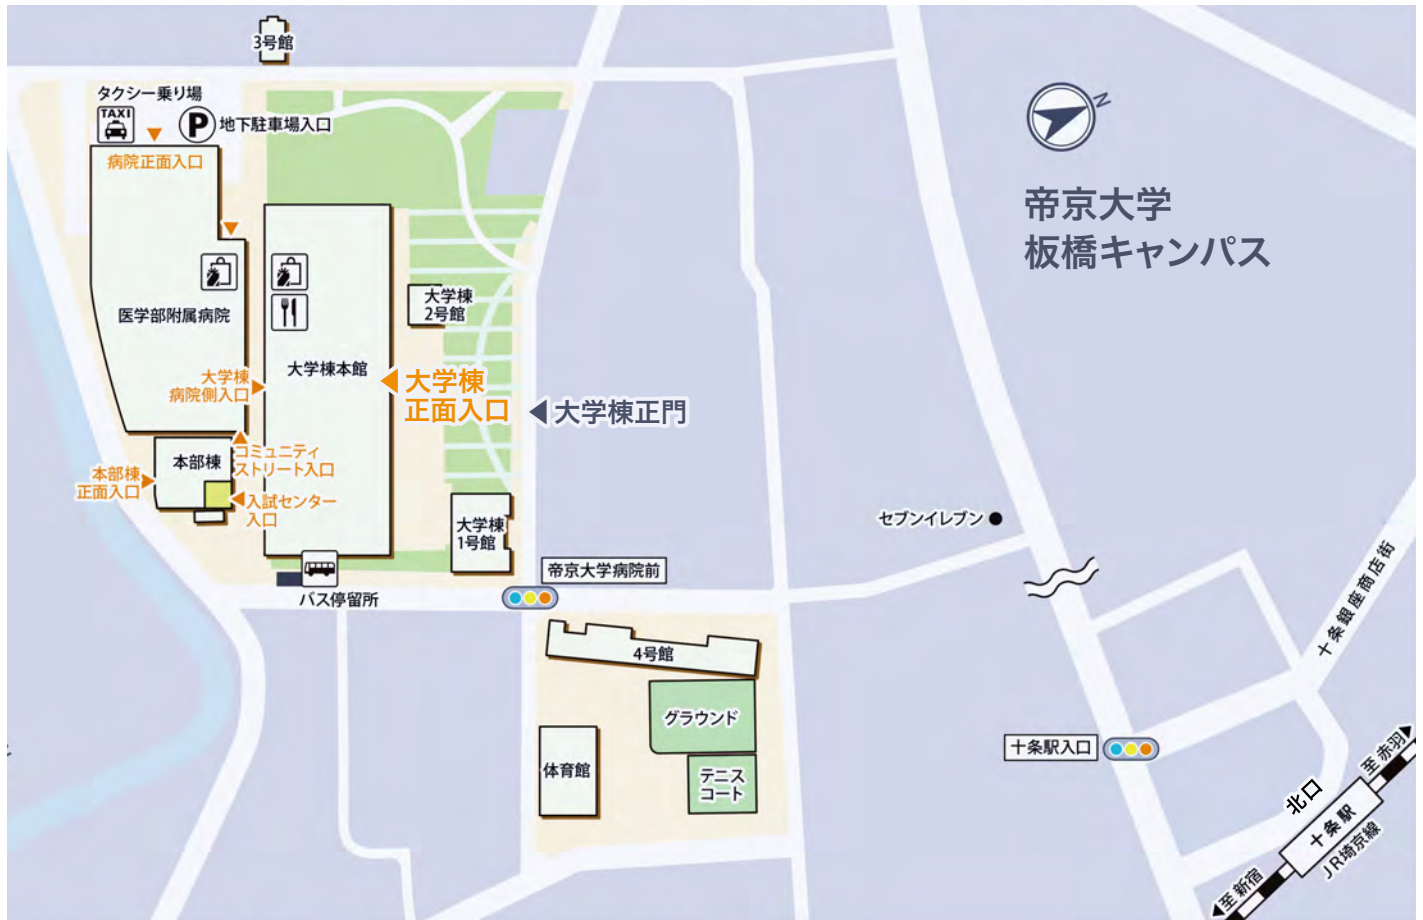 3号館
タクシー乗り場
TAXI
P
地下駐車場入口
病院正面入口
N
帝京大学
板橋キャンパス
医学部附属病院
大学棟
2号館
大学棟本館
大学棟
病院側入口
大学棟
正面入口
大学棟正門
コミュニティ
ストリート入口
本部棟
本部棟
正面入口
入試センター
入口
大学棟
1号館
セブンイレブン
帝京大学病院前
バス停留所
十条銀座商店街
4号館
グラウンド
体育館
テニス
コート
十条駅入口
至赤羽
北口
十条駅
JR埼京線
至新宿